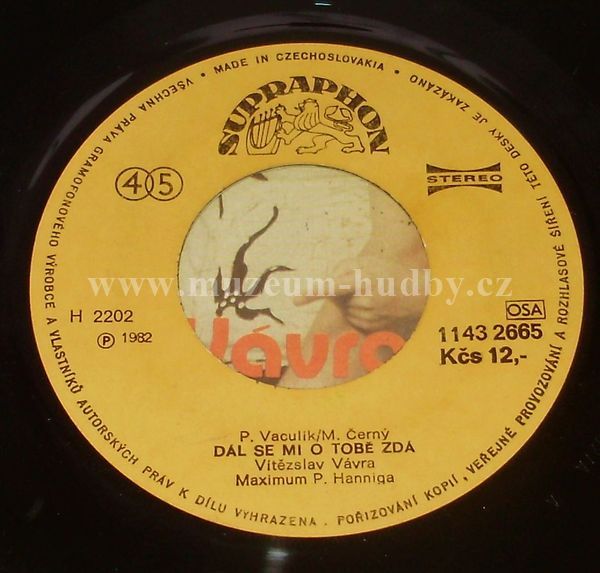 VŠECHNA PRÁVA GRAMOFONOVÉHO VÝROBCE A VLASTNÍKŮ AUTORSKÝCH PRÁV K DÍLU VYHRAZENA . POŘIZOVÁNÍ KOPIÍ , VEŘEJNÉ PROVOZOVÁNÍ A ROZHLASOVÉ ŠÍŘENÍ TÉTO DESKY JE ZAKÁZÁNO • MADE IN CZECHOSLOVAKIA •
SUPRAPHON
45
STEREO
www.muzeum-hudby.cz
H 2202
Ⓟ 1982
OSA
1143 2665
Kčs 12,-
Vávra
P. Vaculík/M. Černý
DÁL SE MI O TOBĚ ZDÁ
Vítězslav Vávra
Maximum P. Hanniga